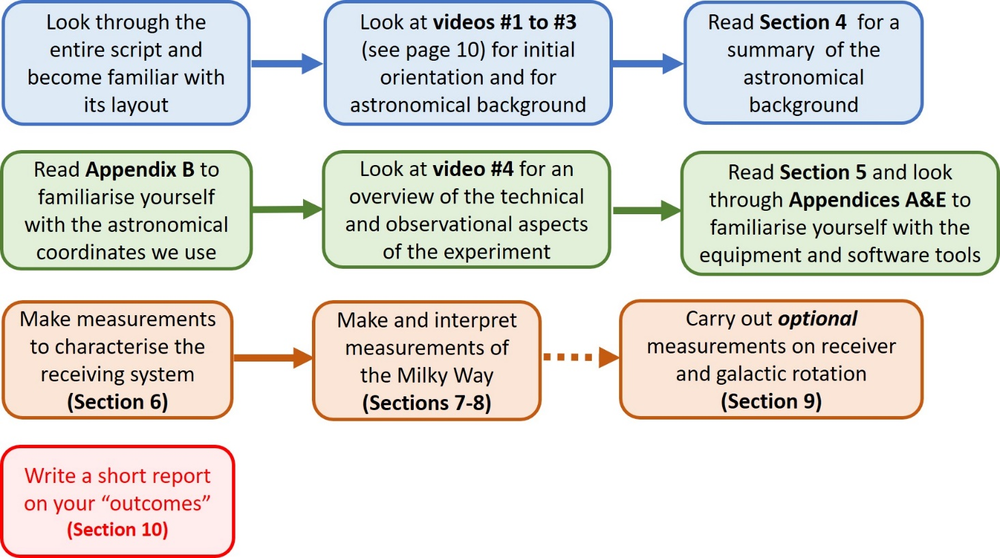 Look through the
entire script and
become familiar with
its layout
Look at videos #1 to #3
(see page 10) for initial
orientation and for
astronomical background
Read Section 4 for a
summary of the
astronomical
background
Read Appendix B to
familiarise yourself
with the astronomical
coordinates we use
Look at video #4 for an
overview of the technical
and observational aspects
of the experiment
Read Section 5 and look
through Appendices A&E to
familiarise yourself with the
equipment and software tools
Make measurements
to characterise the
receiving system
(Section 6)
Make and interpret
measurements of
the Milky Way
(Sections 7-8)
Carry out optional
measurements on receiver
and galactic rotation
(Section 9)
Write a short report
on your “outcomes”
(Section 10)